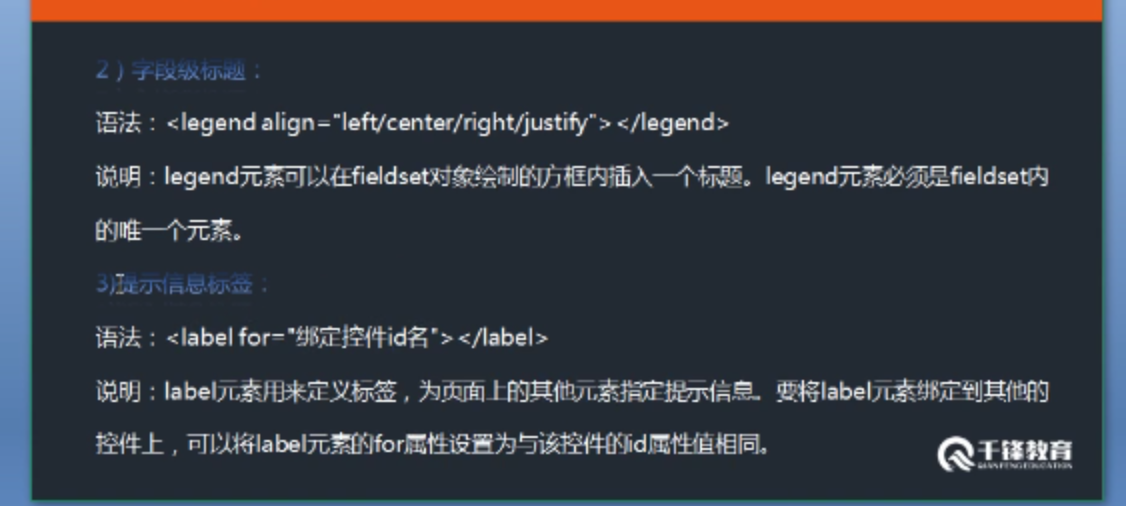 2）字段级标题：
语法：<legend align="left/center/right/justify"></legend>
说明：legend元素可以在fieldset对象绘制的方框内插入一个标题。legend元素必须是fieldset内
的唯一个元素。
3)提示信息标签：
语法：<label for="绑定控件id名"></label>
说明：label元素用来定义标签，为页面上的其他元素指定提示信息。要将label元素绑定到其他的
控件上，可以将label元素的for属性设置为与该控件的id属性值相同。
千锋教育
QIANFENG EDUCATION